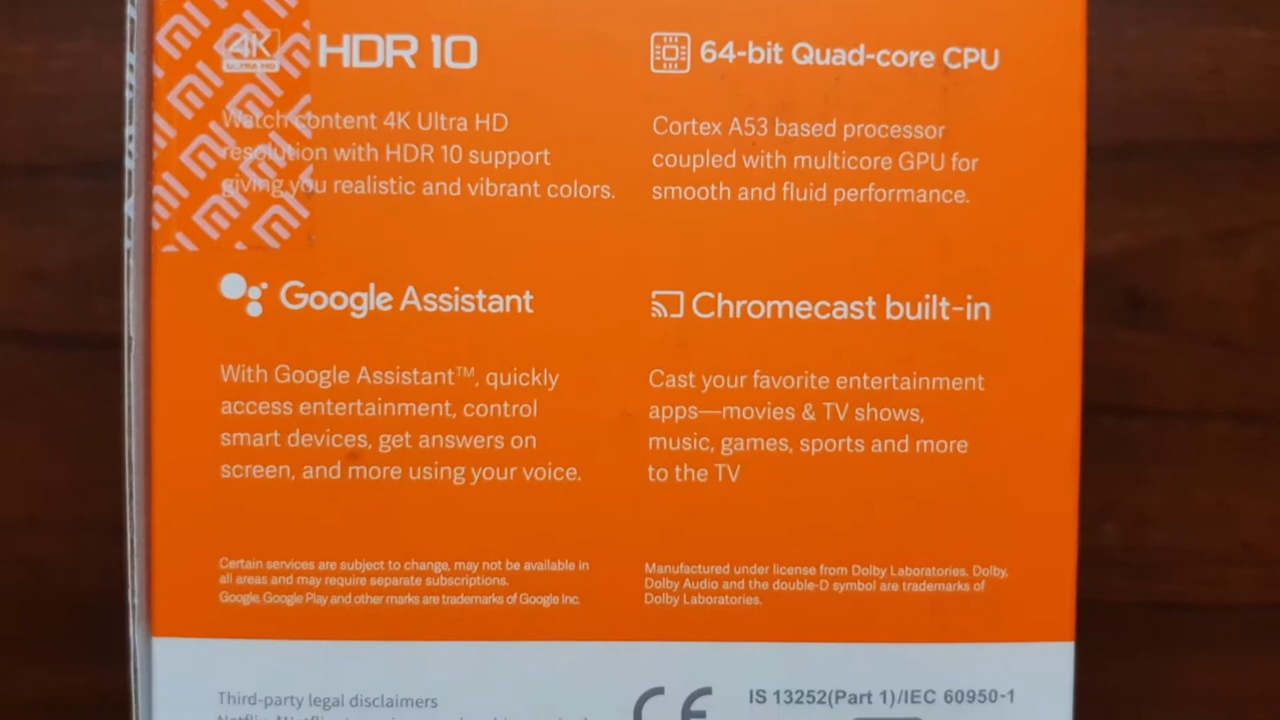 4K HDR 10
ULTRA HD
Watch content 4K Ultra HD
resolution with HDR 10 support
giving you realistic and vibrant colors.
64-bit Quad-core CPU
Cortex A53 based processor
coupled with multicore GPU for
smooth and fluid performance.
Google Assistant
With Google Assistant™, quickly
access entertainment, control
smart devices, get answers on
screen, and more using your voice.
Chromecast built-in
Cast your favorite entertainment
apps—movies & TV shows,
music, games, sports and more
to the TV
Certain services are subject to change, may not be available in
all areas and may require separate subscriptions.
Google, Google Play and other marks are trademarks of Google Inc.
Manufactured under license from Dolby Laboratories. Dolby,
Dolby Audio and the double-D symbol are trademarks of
Dolby Laboratories.
Third-party legal disclaimers
CE
IS 13252(Part 1)/IEC 60950-1